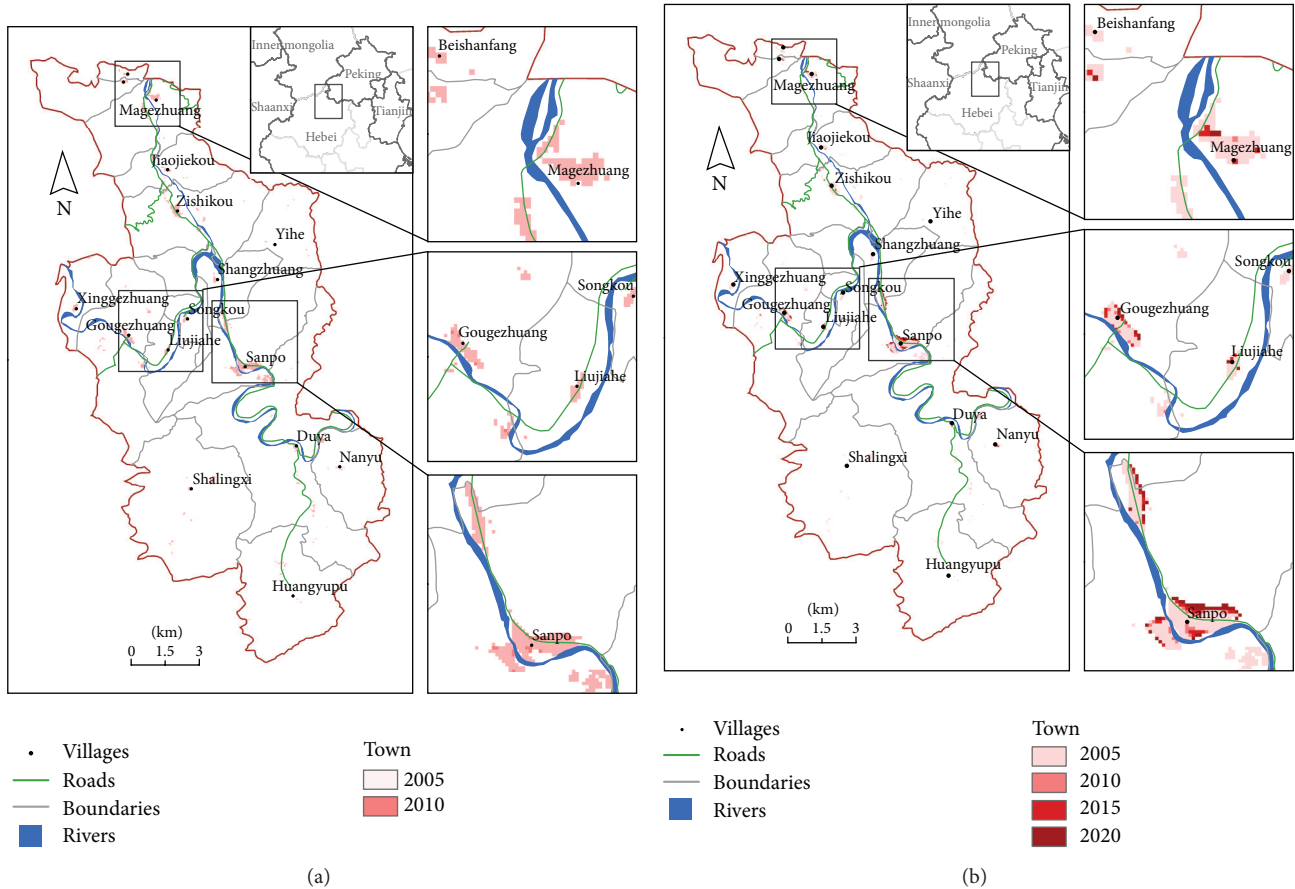 Inner mongolia
Peking
Shaanxi
Tianjin
Hebei
Magezhuang
N
Jiaojiekou
Zishikou
Yihe
Shangzhuang
Xinggezhuang
Songkou
Gougezhuang
Liujiahe
Sanpo
Duya
Nanyu
Shalingxi
Huangyupu
(km)
0 1.5 3
Beishanfang
Magezhuang
Songkou
Gougezhuang
Liujiahe
Sanpo
Villages
Roads
Boundaries
Rivers
Town
2005
2010
(a)
Inner mongolia
Peking
Shaanxi
Tianjin
Hebei
Magezhuang
N
Jiaojiekou
Zishikou
Yihe
Shangzhuang
Xinggezhuang
Songkou
Gougezhuang
Liujiahe
Sanpo
Duya
Nanyu
Shalingxi
Huangyupu
(km)
0 1.5 3
Beishanfang
Magezhuang
Songkou
Gougezhuang
Liujiahe
Sanpo
Villages
Roads
Boundaries
Rivers
Town
2005
2010
2015
2020
(b)